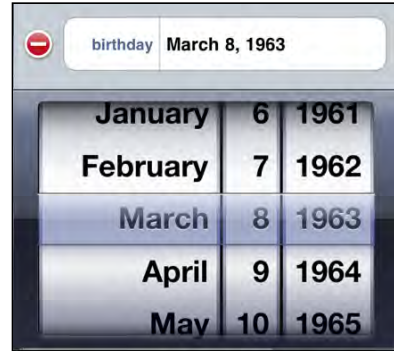 birthday March 8, 1963
January 6 1961
February 7 1962
March 8 1963
April 9 1964
May 10 1965